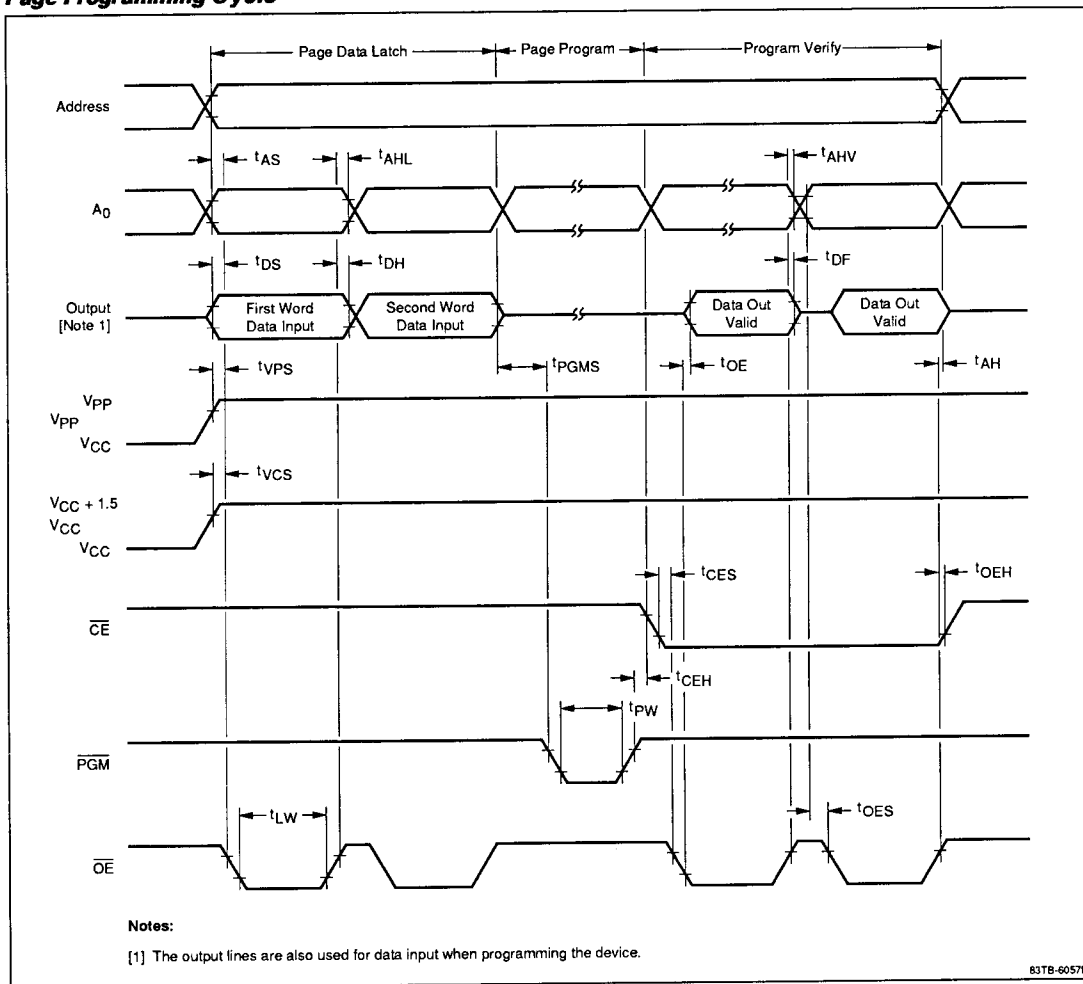 Page Programming Cycle
Page Data Latch Page Program Program Verify
Address
tAS tAHL tAHV
A0
tDS tDH tDF
Output
[Note 1]
First Word
Data Input
Second Word
Data Input
Data Out
Valid
Data Out
Valid
tVPS tPGMS tOE tAH
VPP
VPP
VCC
tVCS
VCC + 1.5
VCC
VCC
tCES tOEH
CE
tCEH
tPW
PGM
tLW tOES
OE
Notes:
[1] The output lines are also used for data input when programming the device.